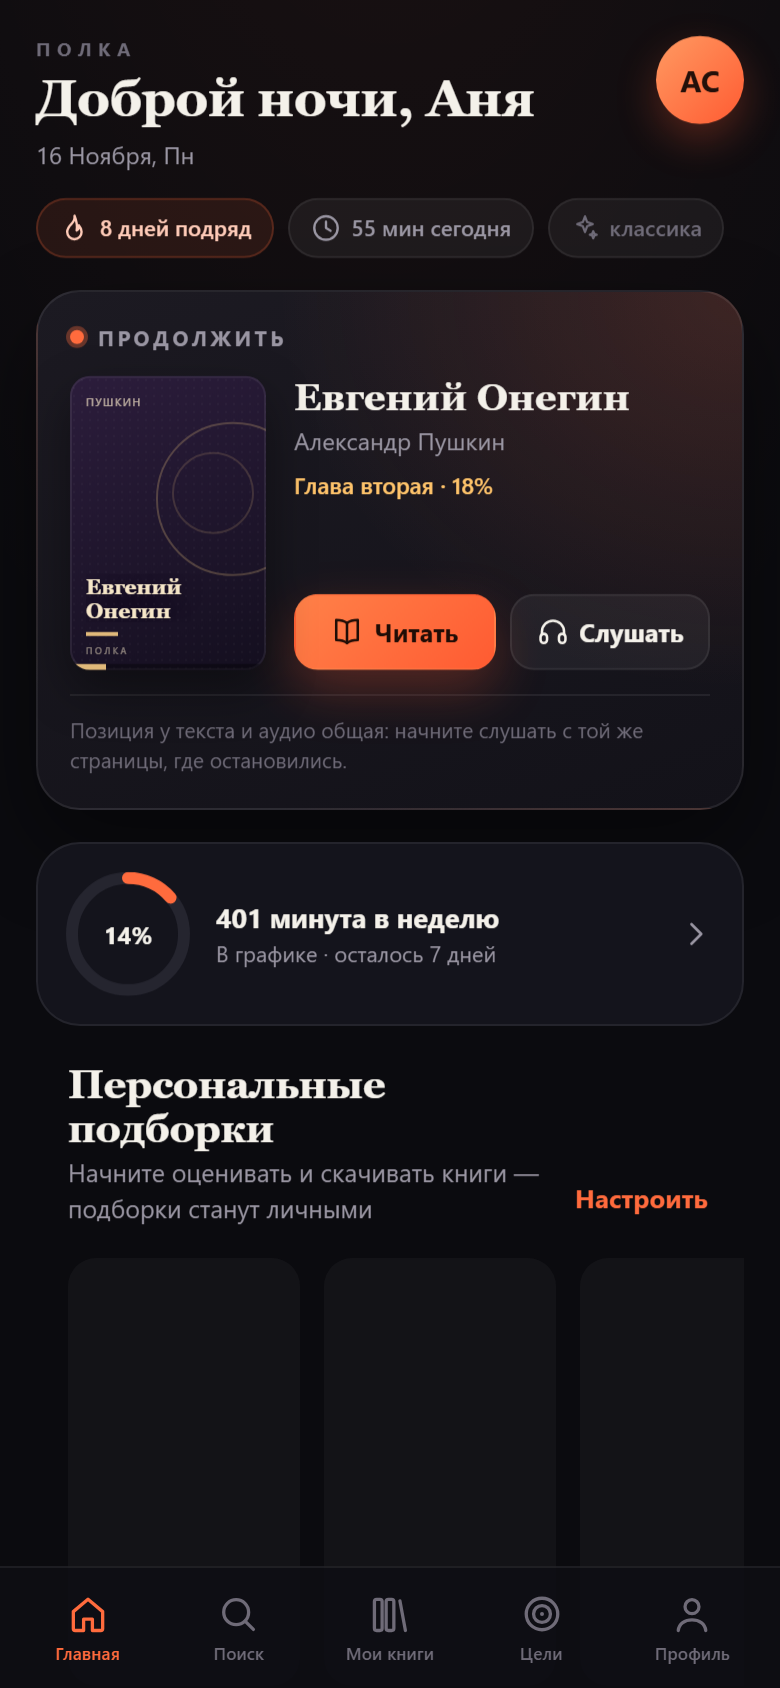 ПОЛКА
Доброй ночи, Аня
АС
16 Ноября, Пн
8 дней подряд
55 мин сегодня
классика
ПРОДОЛЖИТЬ
ПУШКИН
Евгений
Онегин
ПОЛКА
Евгений Онегин
Александр Пушкин
Глава вторая · 18%
Читать
Слушать
Позиция у текста и аудио общая: начните слушать с той же
страницы, где остановились.
14%
401 минута в неделю
В графике · осталось 7 дней
Персональные
подборки
Начните оценивать и скачивать книги —
подборки станут личными
Настроить
Главная
Поиск
Мои книги
Цели
Профиль